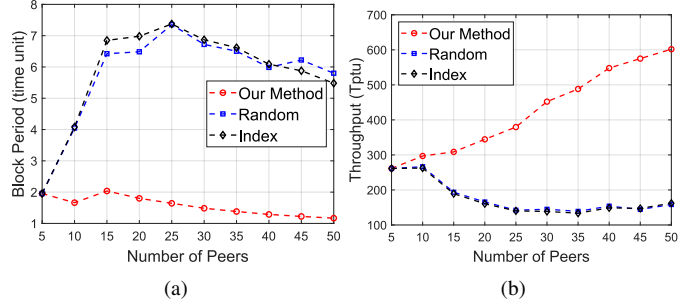 8
7
6
5
4
3
2
1
Block Period (time unit)
Our Method
Random
Index
5 10 15 20 25 30 35 40 45 50
Number of Peers
(a)
700
600
500
400
300
200
100
Throughput (Tptu)
Our Method
Random
Index
5 10 15 20 25 30 35 40 45 50
Number of Peers
(b)